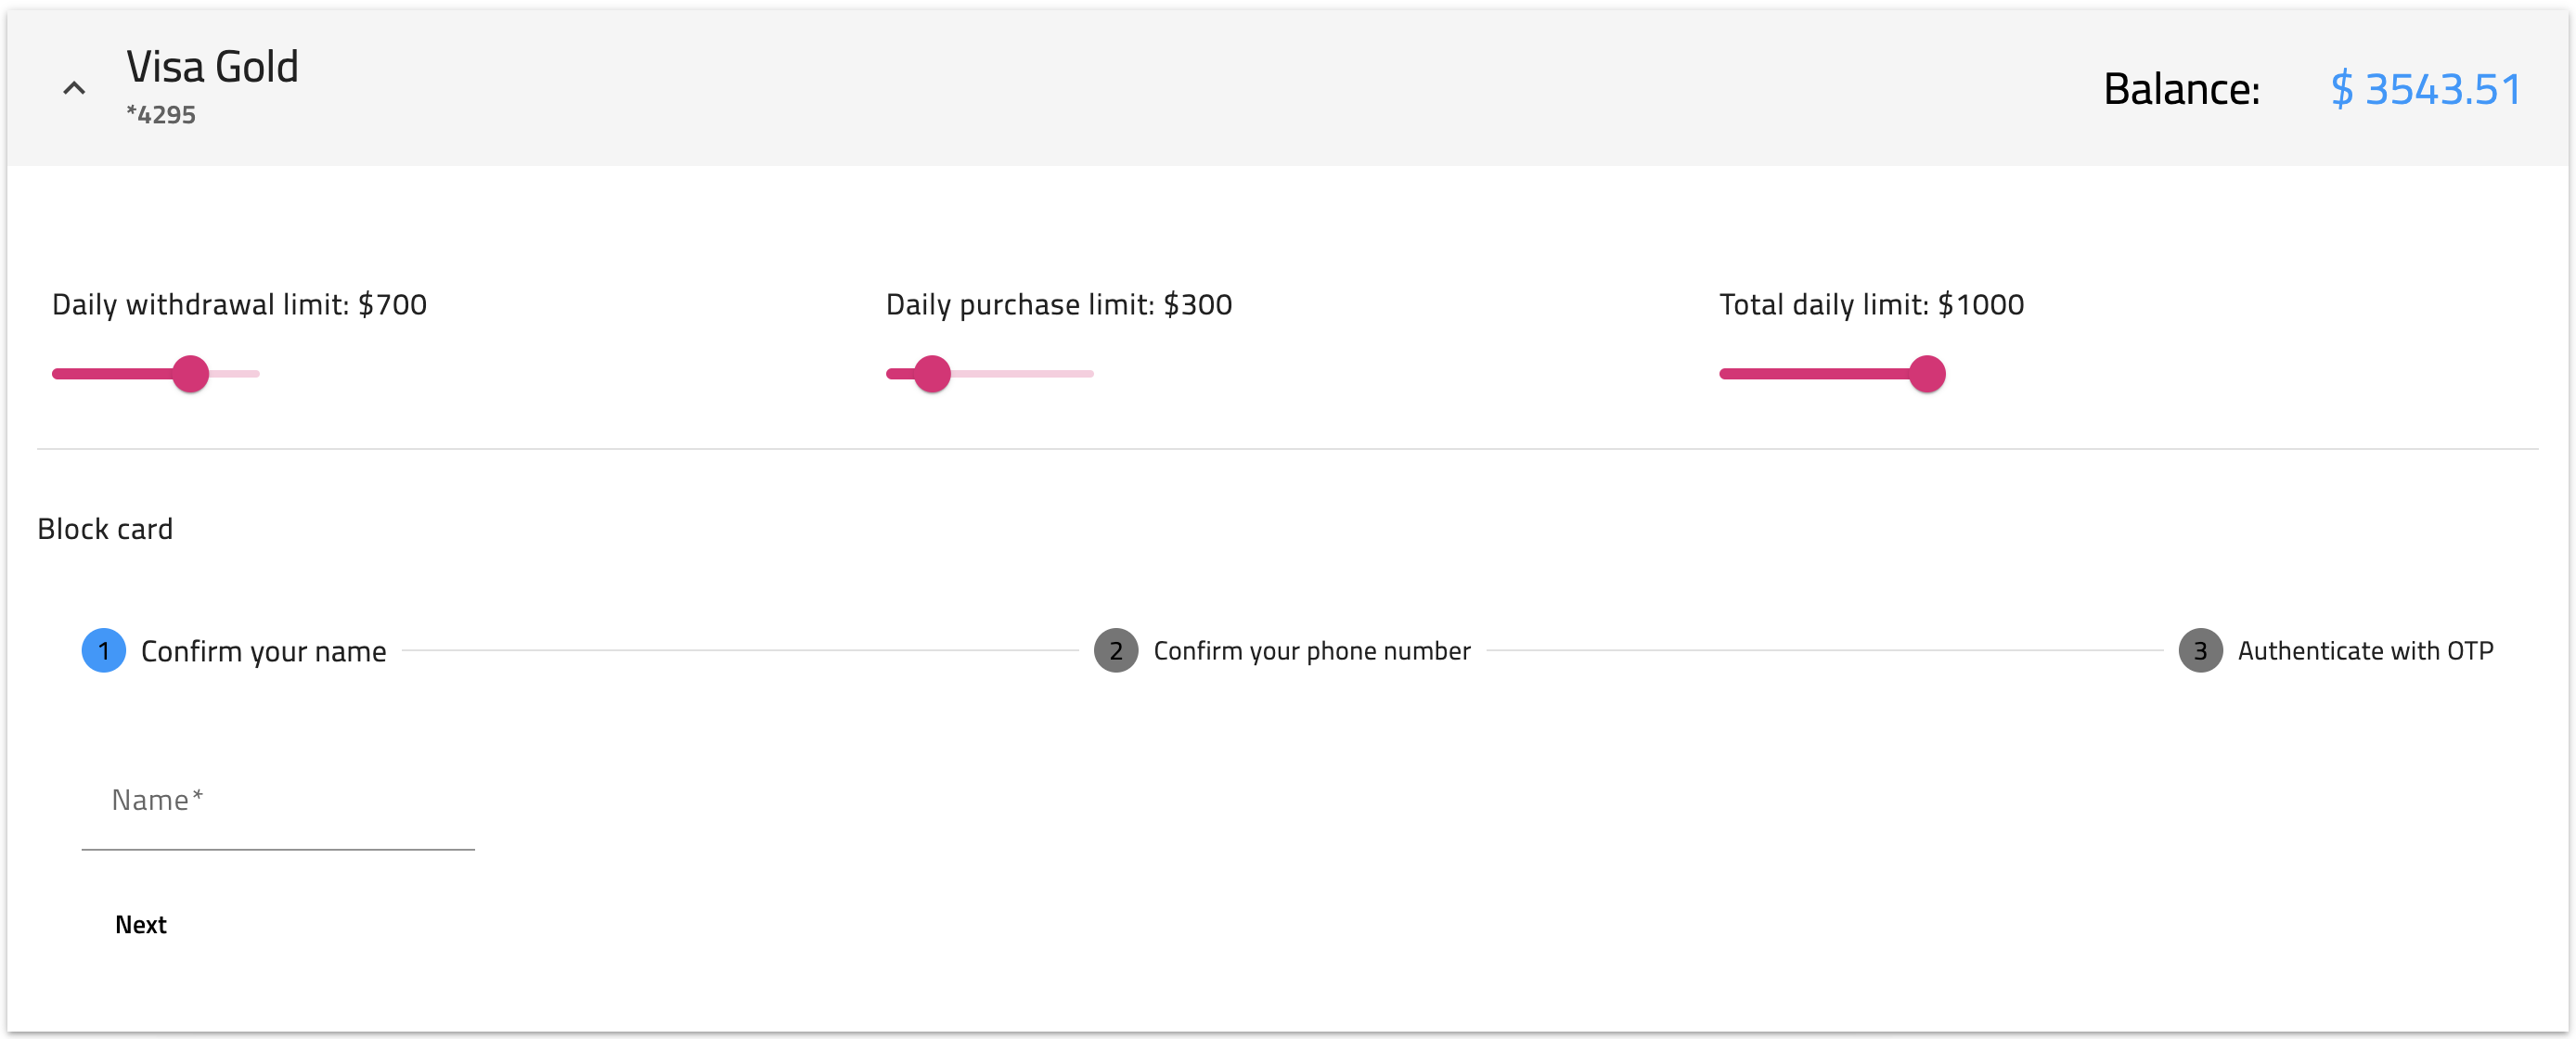 Visa Gold
*4295
Balance: $ 3543.51
Daily withdrawal limit: $700
Daily purchase limit: $300
Total daily limit: $1000
Block card
1 Confirm your name
2 Confirm your phone number
3 Authenticate with OTP
Name*
Next